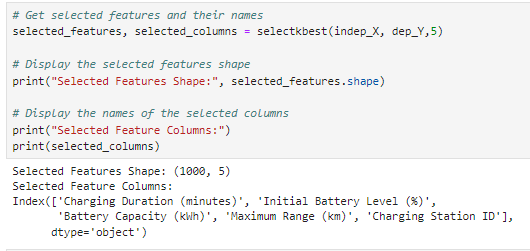 # Get selected features and their names
selected_features, selected_columns = selectkbest(indep_X, dep_Y,5)
# Display the selected features shape
print("Selected Features Shape:", selected_features.shape)
# Display the names of the selected columns
print("Selected Feature Columns:")
print(selected_columns)
Selected Features Shape: (1000, 5)
Selected Feature Columns:
Index(['Charging Duration (minutes)', 'Initial Battery Level (%)',
'Battery Capacity (kWh)', 'Maximum Range (km)', 'Charging Station ID'],
dtype='object')